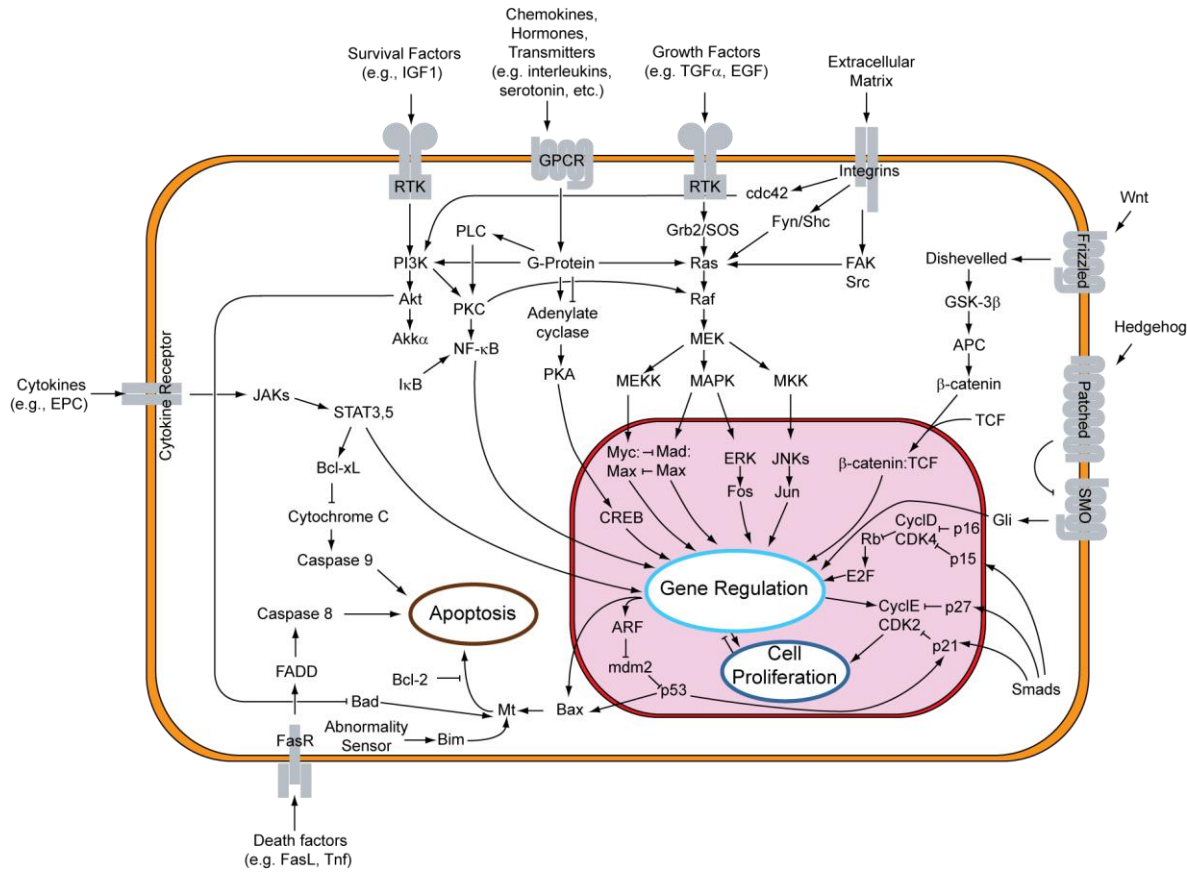 Chemokines,
Hormones,
Transmitters
(e.g. interleukins,
serotonin, etc.)
Survival Factors
(e.g., IGF1)
Growth Factors
(e.g. TGFα, EGF)
Extracellular
Matrix
GPCR
RTK
RTK
Integrins
cdc42
Wnt
Fyn/Shc
Grb2/SOS
PLC
Frizzled
PI3K
G-Protein
Ras
FAK
Src
Dishevelled
Akt
PKC
Raf
GSK-3β
Adenylate
cyclase
Akkα
NF-κB
MEK
APC
Hedgehog
IκB
PKA
MEKK
MAPK
MKK
β-catenin
Patched
Cytokines
(e.g., EPC)
Cytokine Receptor
JAKs
STAT3,5
TCF
Myc:
Mad:
Max
Max
ERK
JNKs
β-catenin:TCF
Bcl-xL
Fos
Jun
SMO
Cytochrome C
CREB
Gli
CyclD
CDK4
p16
Rb
p15
Caspase 9
E2F
Gene Regulation
Caspase 8
Apoptosis
CyclE
CDK2
p27
ARF
p21
FADD
mdm2
Cell
Proliferation
Bcl-2
p53
Smads
Bad
Mt
Bax
Abnormality
Sensor
Bim
FasR
Death factors
(e.g. FasL, Tnf)